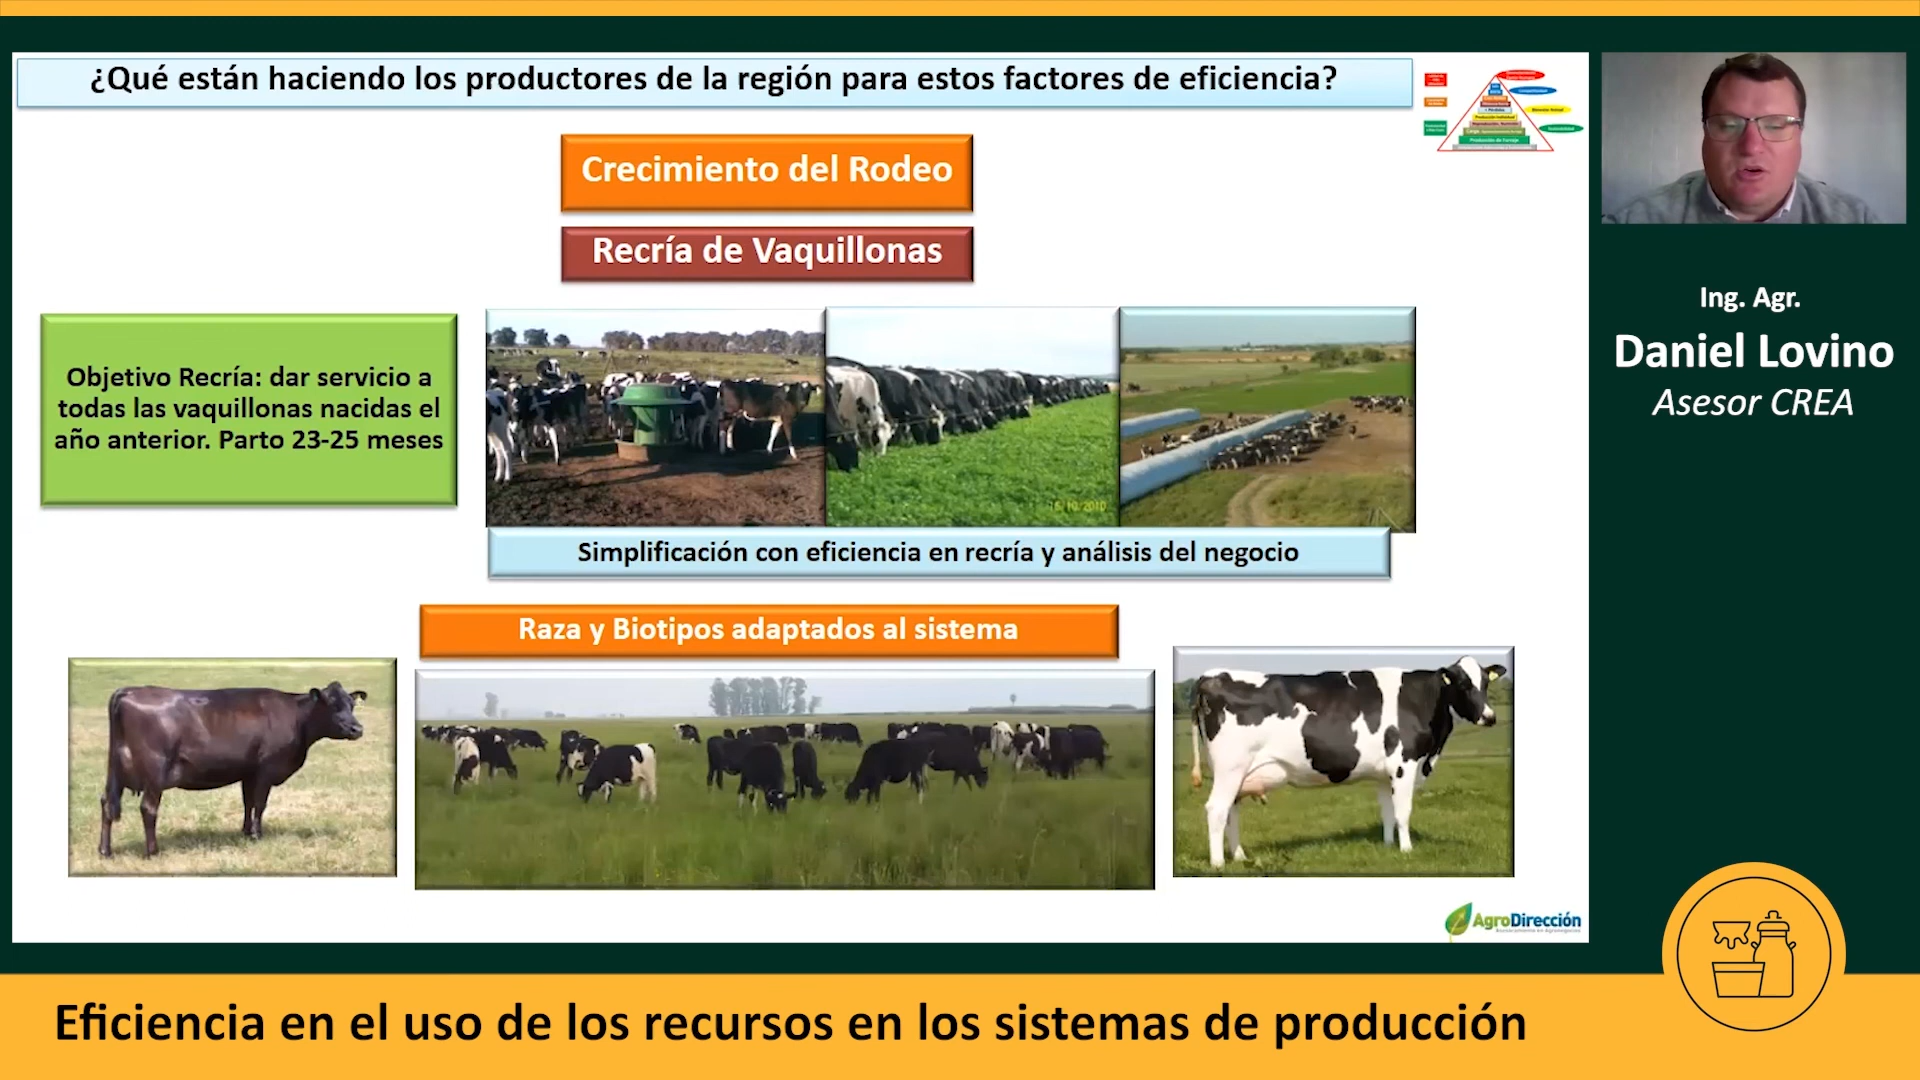 ¿Qué están haciendo los productores de la región para estos factores de eficiencia?
Crecimiento del Rodeo
Recría de Vaquillonas
Objetivo Recría: dar servicio a
todas las vaquillonas nacidas el
año anterior. Parto 23-25 meses
15/10/2010
Simplificación con eficiencia en recría y análisis del negocio
Raza y Biotipos adaptados al sistema
AgroDirección
Ing. Agr.
Daniel Lovino
Asesor CREA
Eficiencia en el uso de los recursos en los sistemas de producción